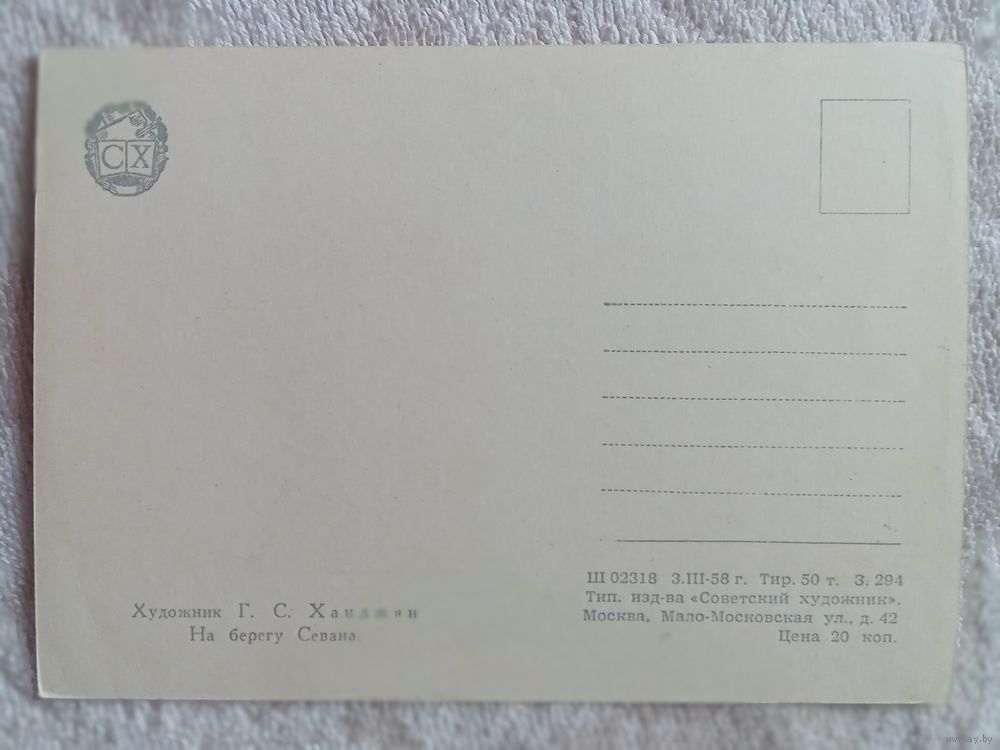 СХ
Художник Г. С.
На берегу Севана
Ш 02318 3.III-58 г. Тир. 50 т. З. 294
Тип. изд-ва «Советский художник».
Москва, Мало-Московская ул., д. 42
Цена 20 коп.